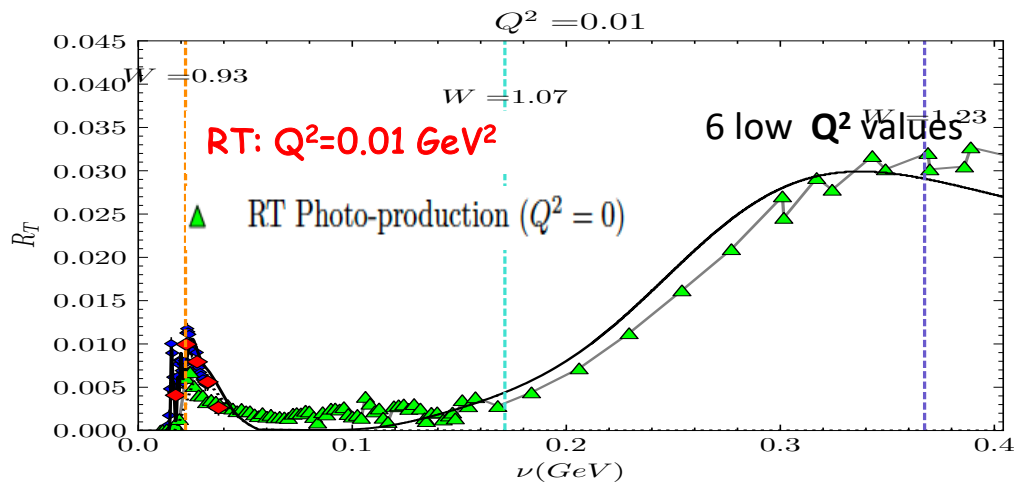 Q² =0.01
0.045
0.040
0.035
0.030
0.025
0.020
0.015
0.010
0.005
0.000
R_T
W =0.93
W =1.07
W =1.23
RT: Q²=0.01 GeV²
6 low Q² values
RT Photo-production (Q² = 0)
0.0 0.1 0.2 0.3 0.4
ν(GeV)